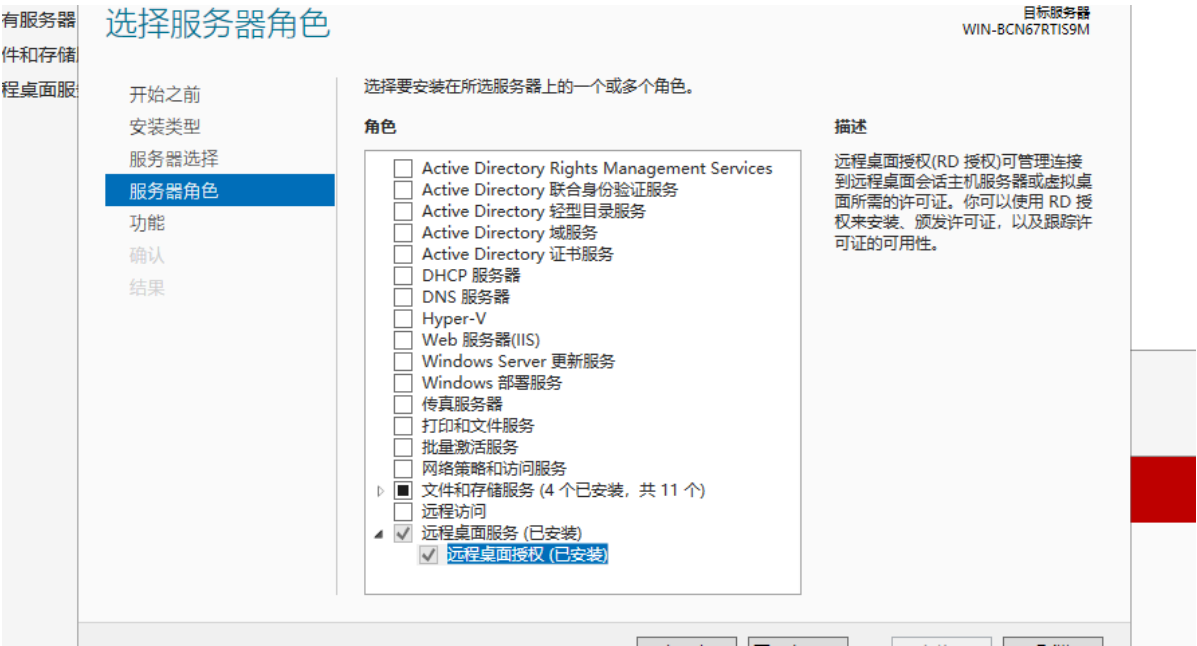 有服务器
件和存储
程桌面服
选择服务器角色
目标服务器
WIN-BCN67RTIS9M
开始之前
安装类型
服务器选择
服务器角色
功能
确认
结果
选择要安装在所选服务器上的一个或多个角色。
角色
Active Directory Rights Management Services
Active Directory 联合身份验证服务
Active Directory 轻型目录服务
Active Directory 域服务
Active Directory 证书服务
DHCP 服务器
DNS 服务器
Hyper-V
Web 服务器(IIS)
Windows Server 更新服务
Windows 部署服务
传真服务器
打印和文件服务
批量激活服务
网络策略和访问服务
文件和存储服务 (4 个已安装，共 11 个)
远程访问
远程桌面服务 (已安装)
远程桌面授权 (已安装)
描述
远程桌面授权(RD 授权)可管理连接
到远程桌面会话主机服务器或虚拟桌
面所需的许可证。你可以使用 RD 授
权来安装、颁发许可证，以及跟踪许
可证的可用性。